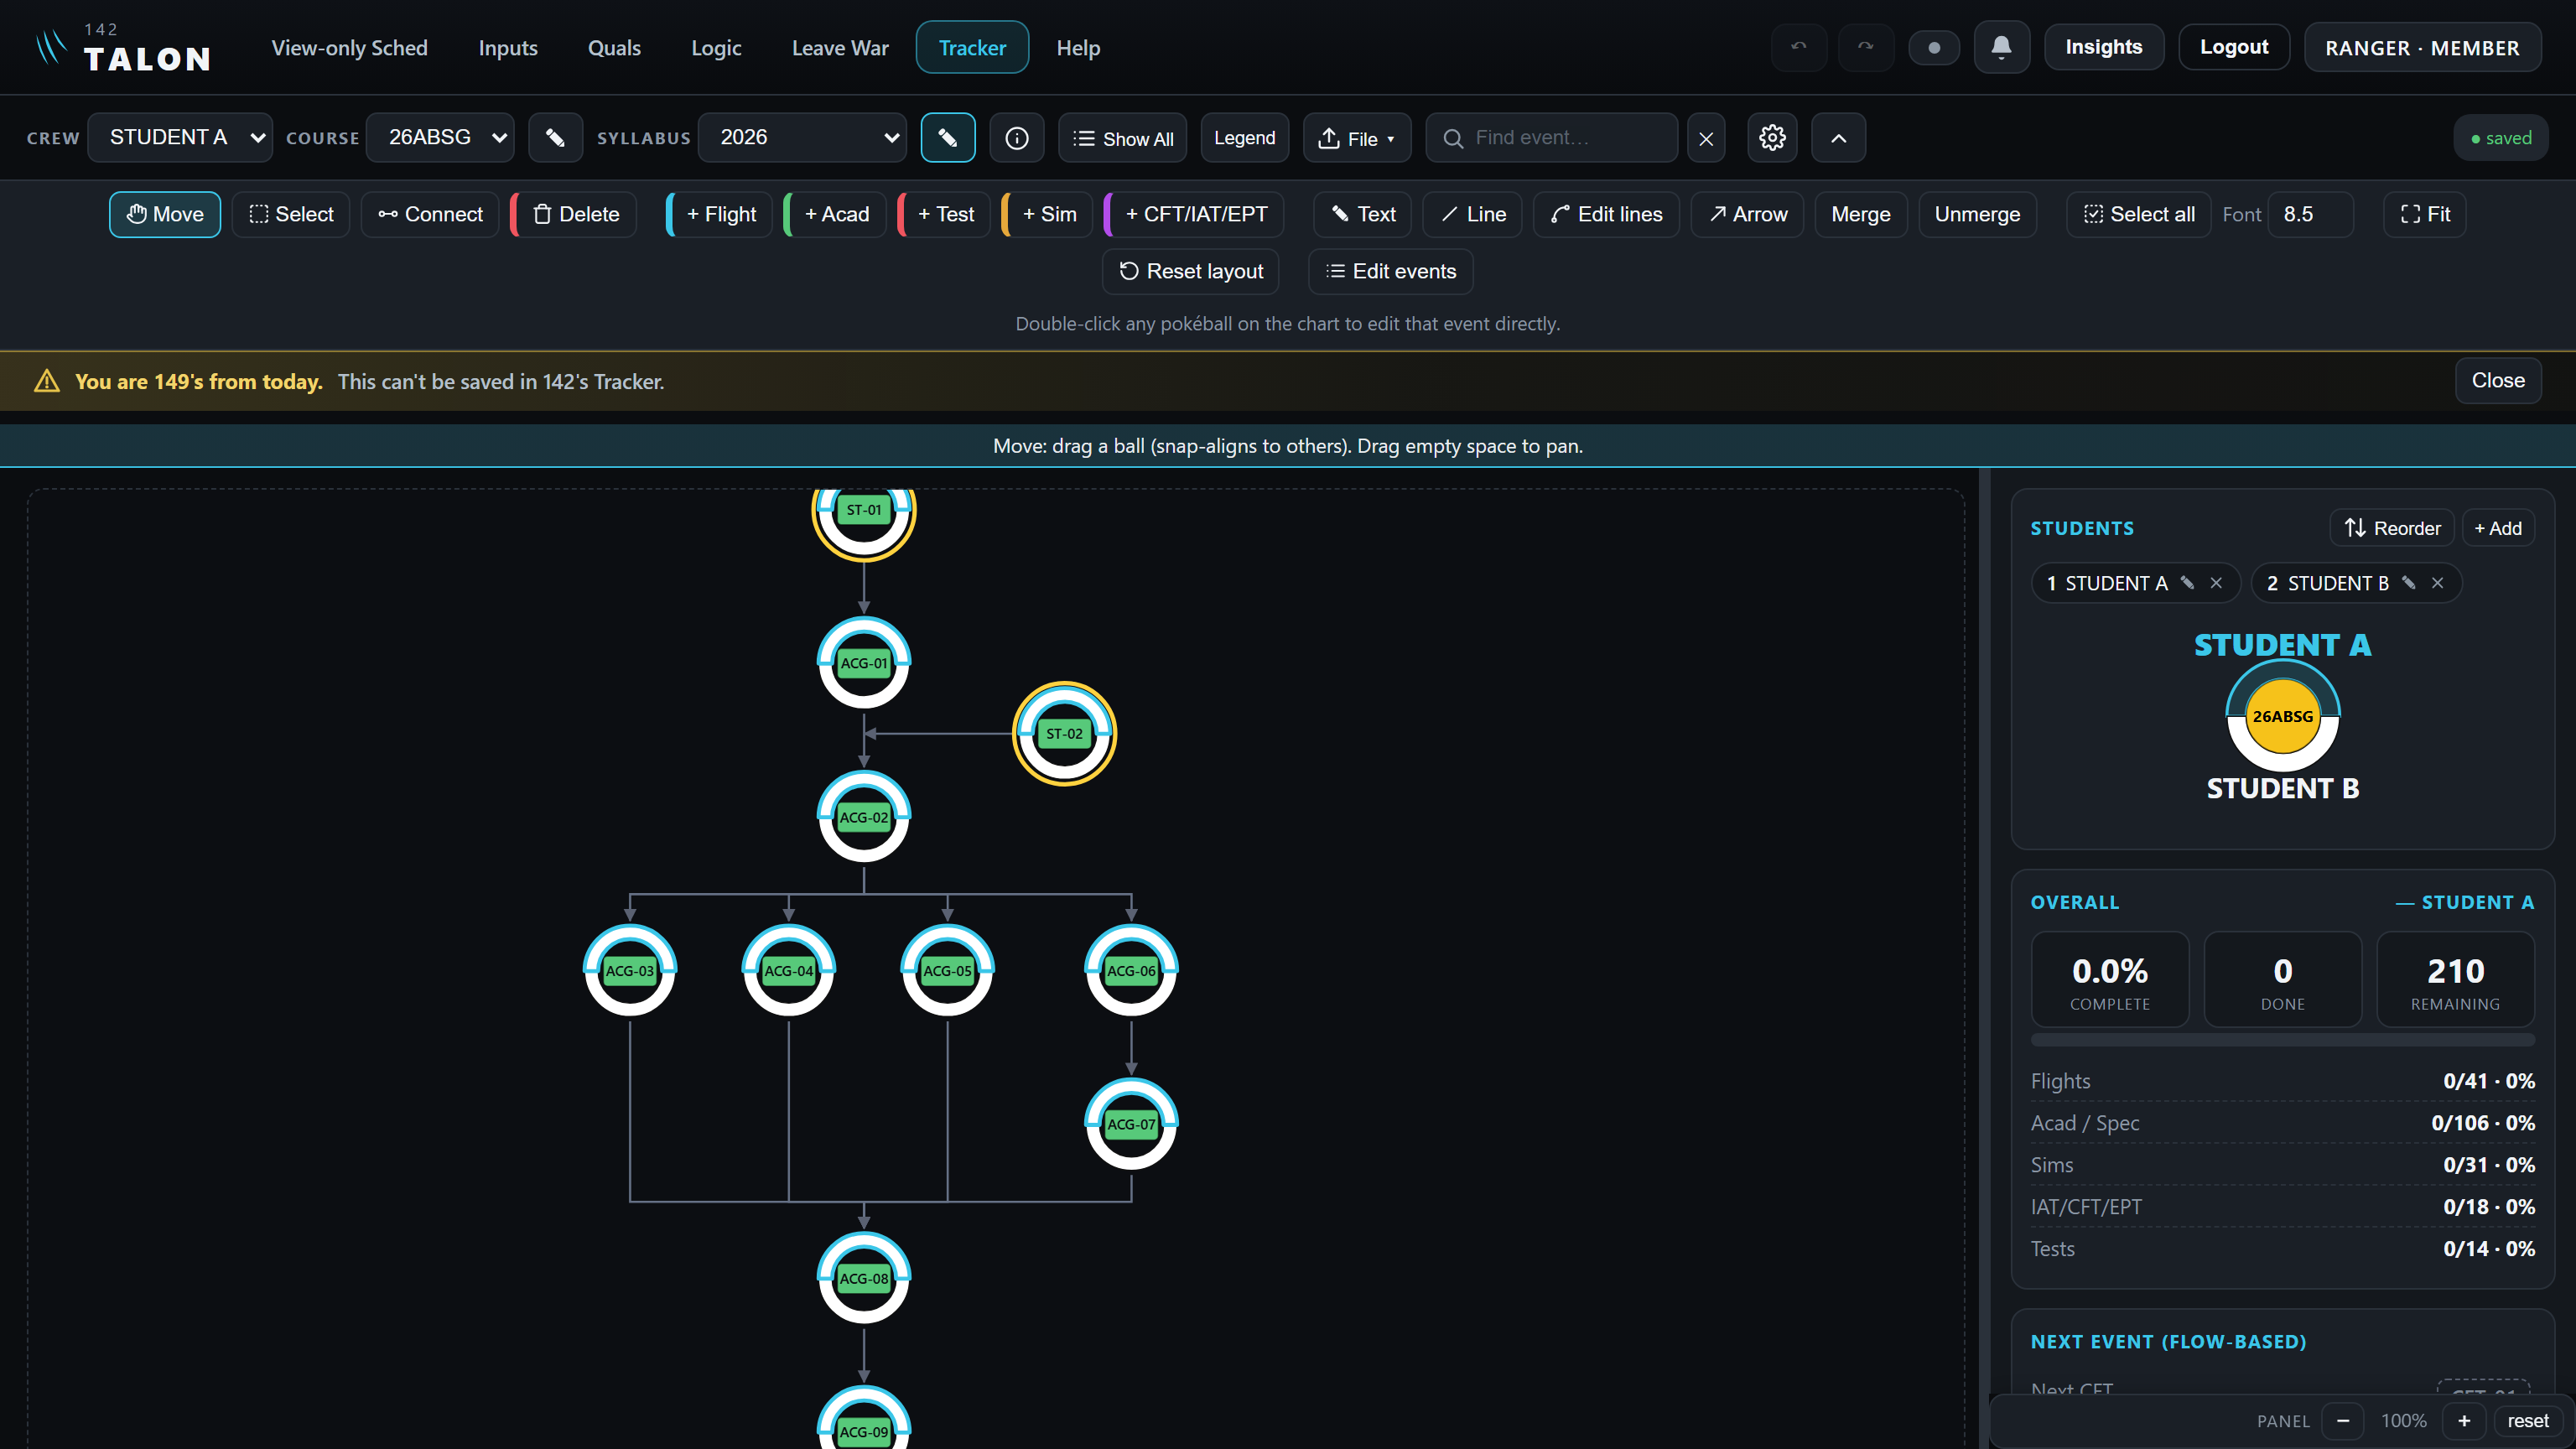 142
TALON
View-only Sched
Inputs
Quals
Logic
Leave War
Tracker
Help
Insights
Logout
RANGER · MEMBER
CREW
STUDENT A
COURSE
26ABSG
SYLLABUS
2026
Show All
Legend
File
Find event…
saved
Move
Select
Connect
Delete
+ Flight
+ Acad
+ Test
+ Sim
+ CFT/IAT/EPT
Text
Line
Edit lines
Arrow
Merge
Unmerge
Select all
Font
8.5
Fit
Reset layout
Edit events
Double-click any pokéball on the chart to edit that event directly.
You are 149's from today. This can't be saved in 142's Tracker.
Close
Move: drag a ball (snap-aligns to others). Drag empty space to pan.
ST-01
ACG-01
ST-02
ACG-02
ACG-03
ACG-04
ACG-05
ACG-06
ACG-07
ACG-08
ACG-09
STUDENTS
Reorder
+ Add
1 STUDENT A
2 STUDENT B
STUDENT A
26ABSG
STUDENT B
OVERALL
— STUDENT A
0.0%
COMPLETE
0
DONE
210
REMAINING
Flights 0/41 · 0%
Acad / Spec 0/106 · 0%
Sims 0/31 · 0%
IAT/CFT/EPT 0/18 · 0%
Tests 0/14 · 0%
NEXT EVENT (FLOW-BASED)
Next CFT
PANEL
100%
reset